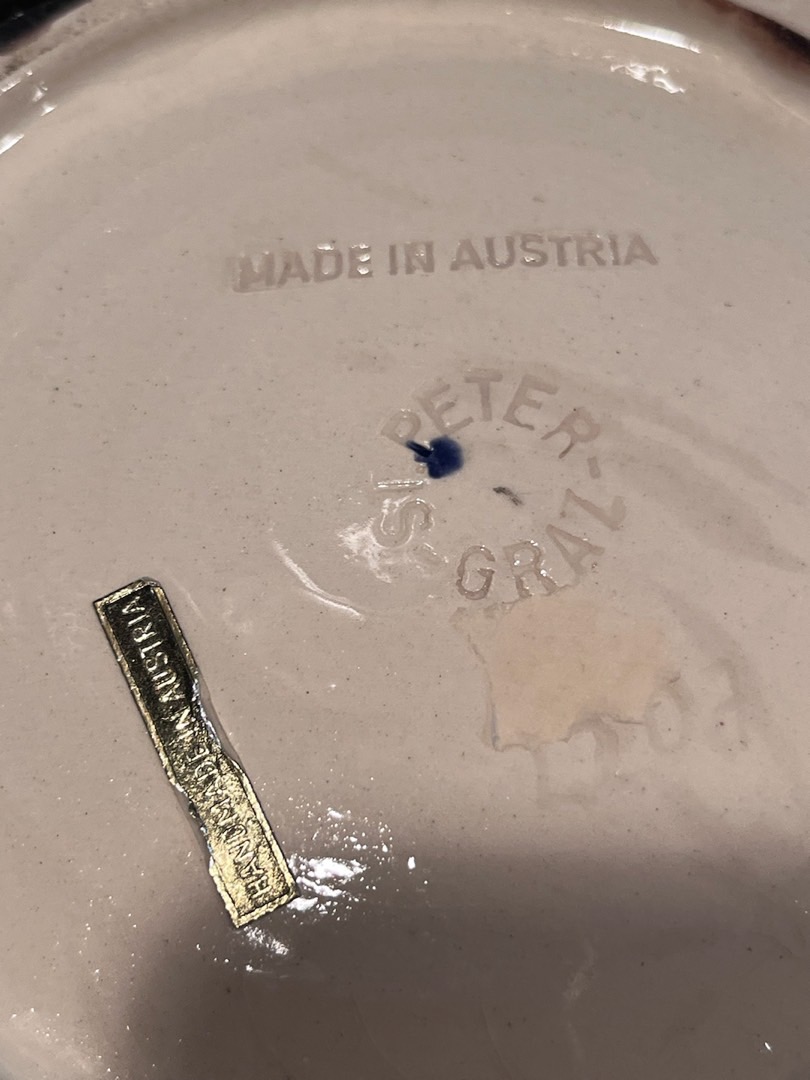 MADE IN AUSTRIA
ST. PETER-GRAZ
HANDMADE IN AUSTRIA